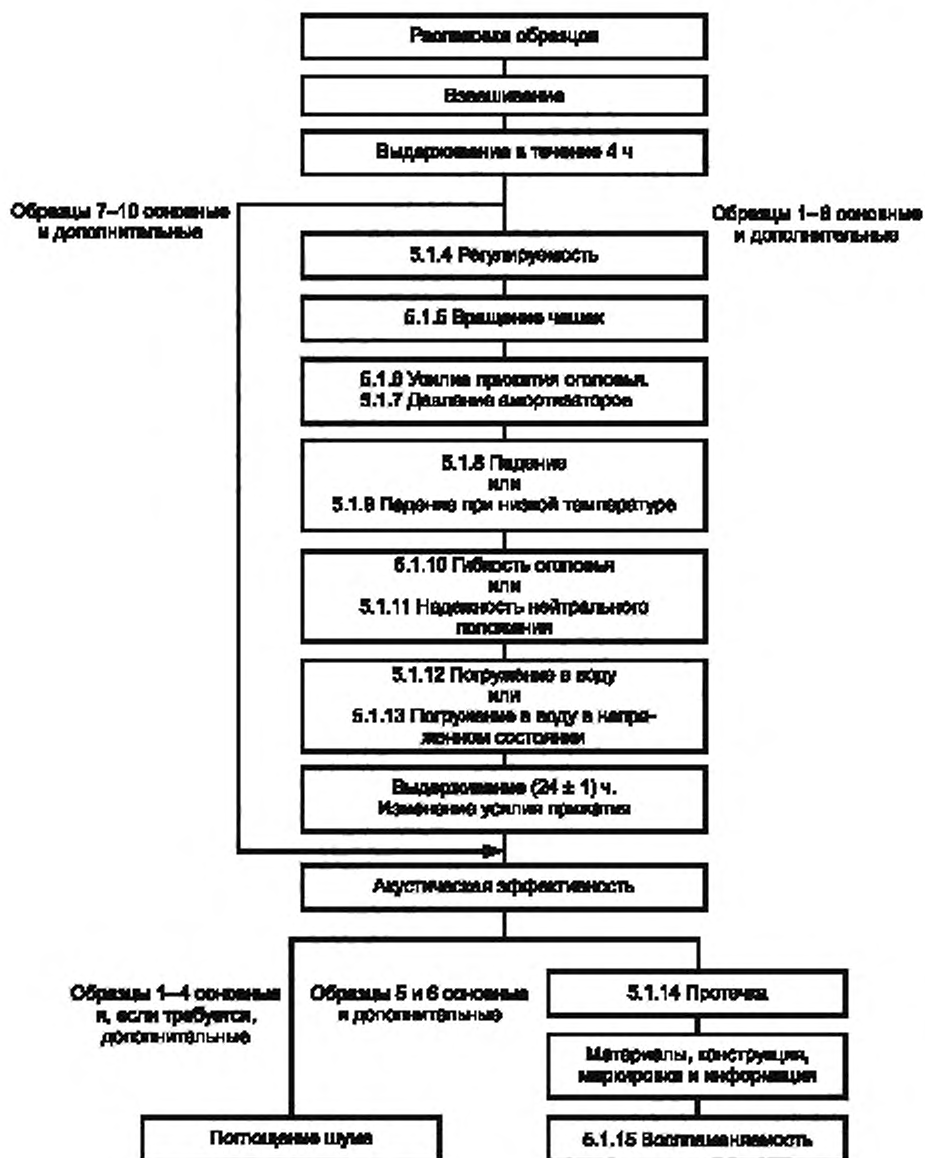 Распаковка образцов
Взвешивание
Выдерживание в течение 4 ч
Образцы 7–10 основные
и дополнительные
Образцы 1–6 основные
и дополнительные
5.1.4 Регулируемость
5.1.5 Вращение чашек
5.1.6 Усилие прижатия оголовья.
5.1.7 Давление амортизаторов
5.1.8 Падение
или
5.1.9 Падение при низкой температуре
5.1.10 Гибкость оголовья
или
5.1.11 Надежность нейтрального
положения
5.1.12 Погружение в воду
или
5.1.13 Погружение в воду в напря-
женном состоянии
Выдерживание (24 ± 1) ч.
Изменение усилия прижатия
Акустическая эффективность
Образцы 1–4 основные
и, если требуется,
дополнительные
Образцы 5 и 6 основные
и дополнительные
5.1.14 Протечка
Материалы, конструкция,
маркировка и информация
Поглощение шума
5.1.15 Воспламеняемость